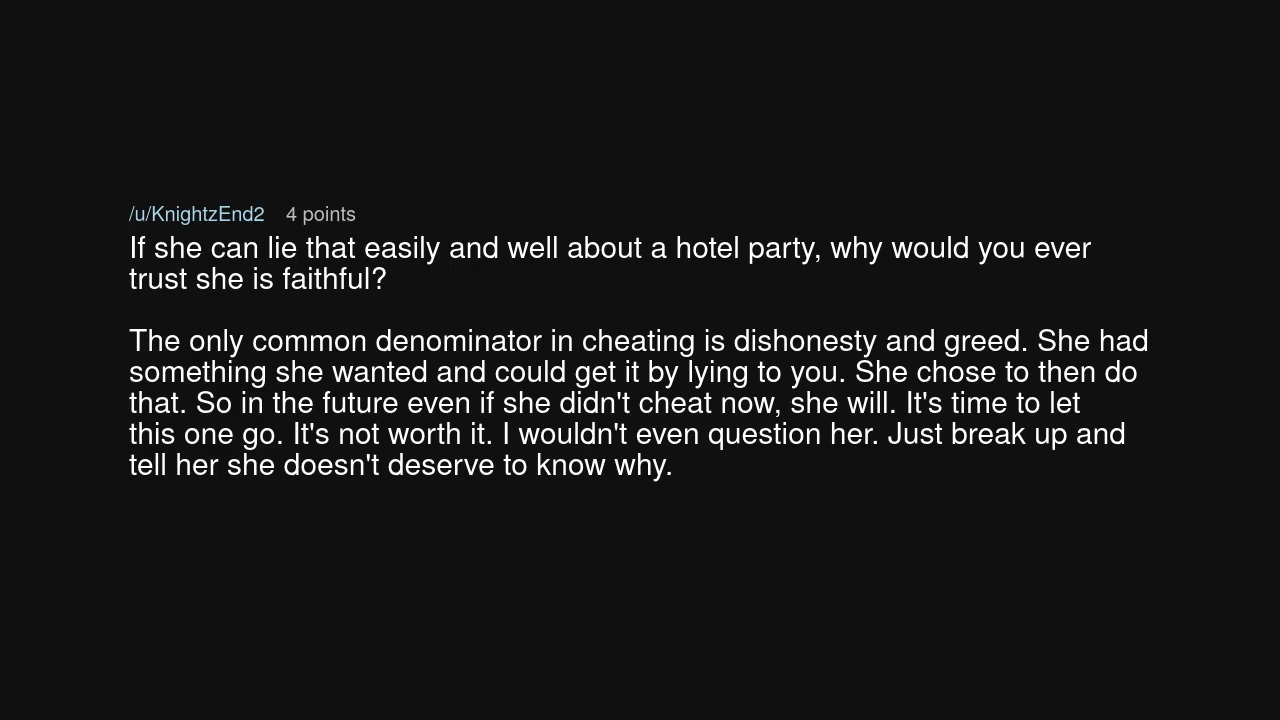 /u/KnightzEnd2 4 points
If she can lie that easily and well about a hotel party, why would you ever
trust she is faithful?
The only common denominator in cheating is dishonesty and greed. She had
something she wanted and could get it by lying to you. She chose to then do
that. So in the future even if she didn't cheat now, she will. It's time to let
this one go. It's not worth it. I wouldn't even question her. Just break up and
tell her she doesn't deserve to know why.